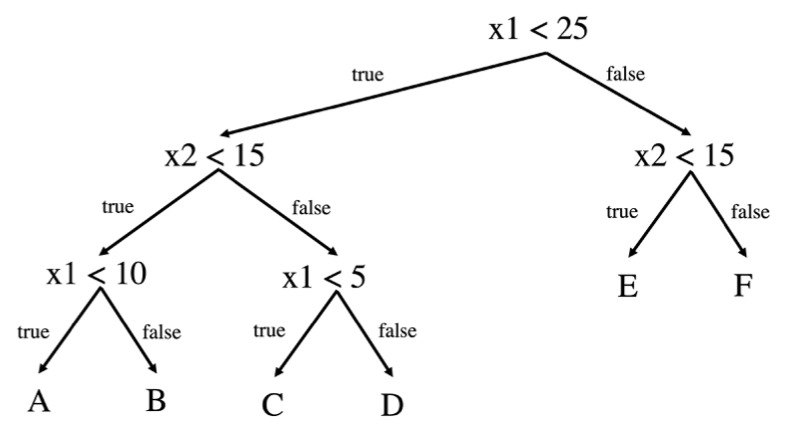 x1 < 25
true
false
x2 < 15
x2 < 15
true
false
true
false
x1 < 10
x1 < 5
E
F
true
false
true
false
A
B
C
D